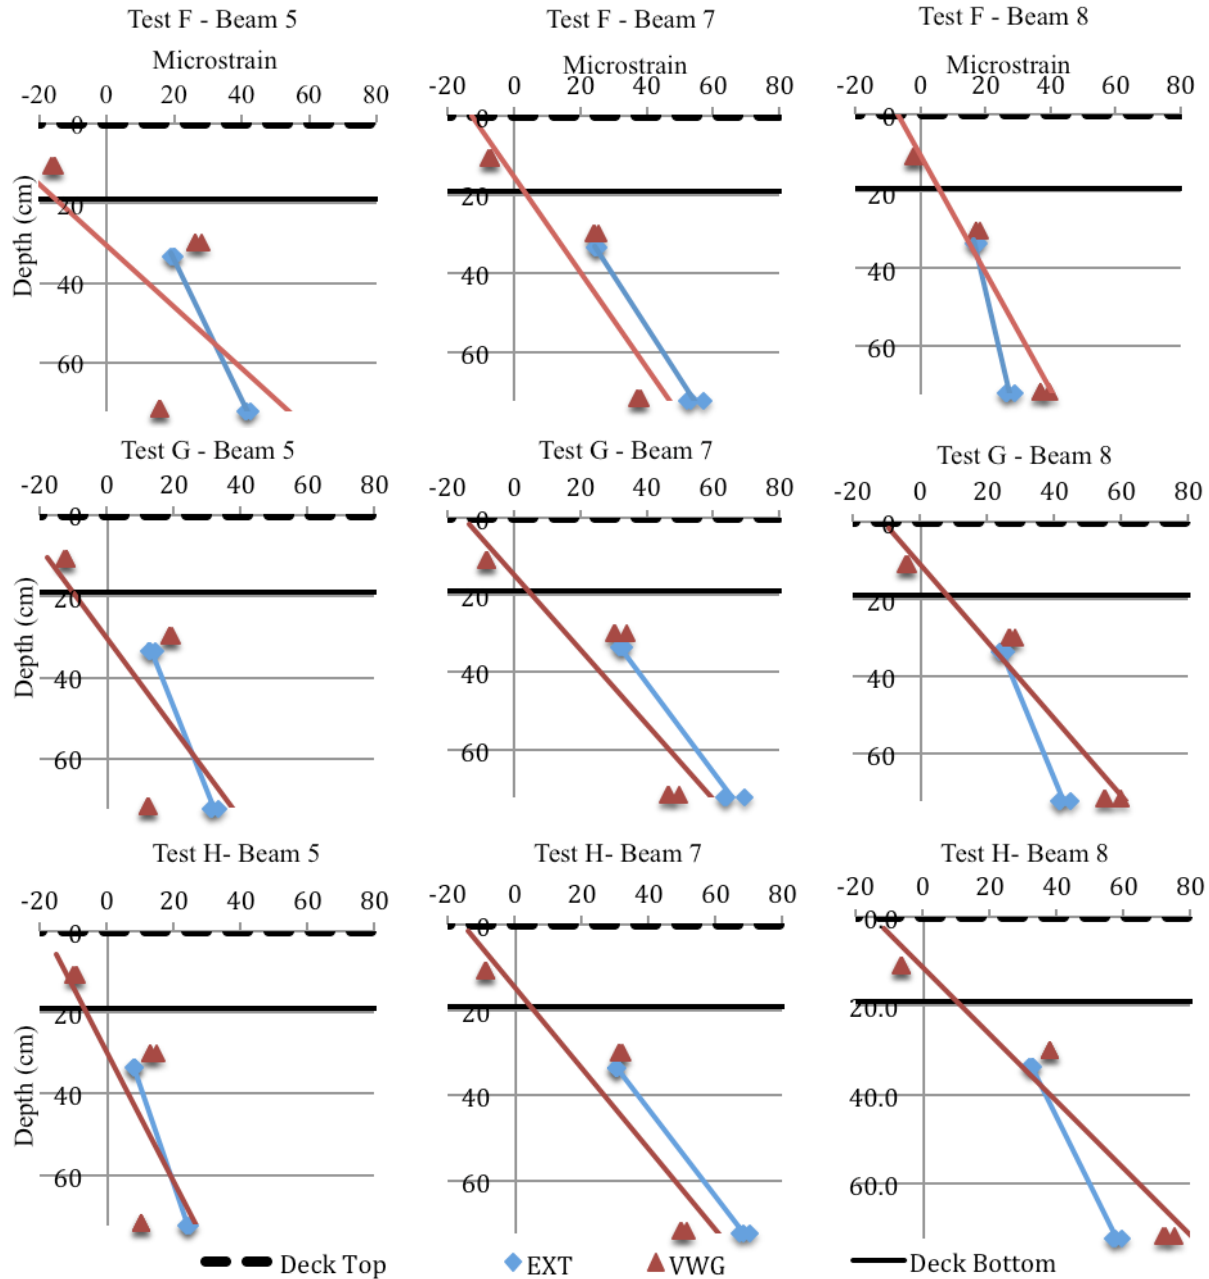 Test F - Beam 5
Test F - Beam 7
Test F - Beam 8
Microstrain
Microstrain
Microstrain
-20 0 20 40 60 80
-20 0 20 40 60 80
-20 0 20 40 60 80
Depth (cm)
0
20
40
60
0
20
40
60
0
20
40
60
Test G - Beam 5
Test G - Beam 7
Test G - Beam 8
-20 0 20 40 60 80
-20 0 20 40 60 80
-20 0 20 40 60 80
Depth (cm)
0
20
40
60
0
20
40
60
0
20
40
60
Test H- Beam 5
Test H- Beam 7
Test H- Beam 8
-20 0 20 40 60 80
-20 0 20 40 60 80
-20 0 20 40 60 80
Depth (cm)
0
20
40
60
0
20
40
60
0.0
20.0
40.0
60.0
Deck Top EXT VWG Deck Bottom